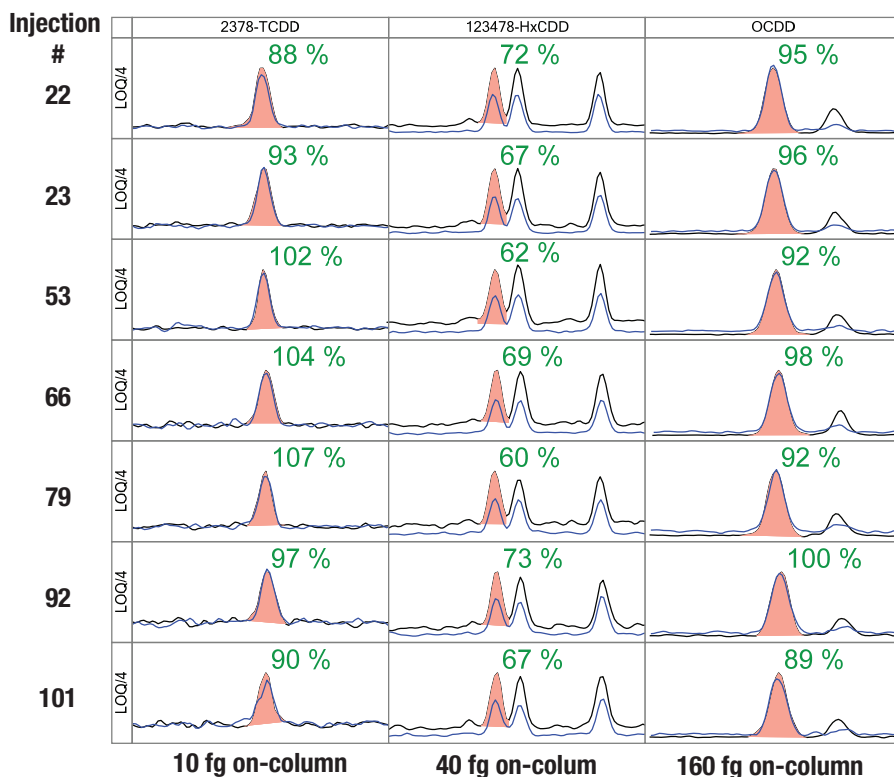 Injection
#
2378-TCDD 123478-HxCDD OCDD
22 LOQ/4 88 % 72 % 95 %
23 LOQ/4 93 % 67 % 96 %
53 LOQ/4 102 % 62 % 92 %
66 LOQ/4 104 % 69 % 98 %
79 LOQ/4 107 % 60 % 92 %
92 LOQ/4 97 % 73 % 100 %
101 LOQ/4 90 % 67 % 89 %
10 fg on-column 40 fg on-colum 160 fg on-column